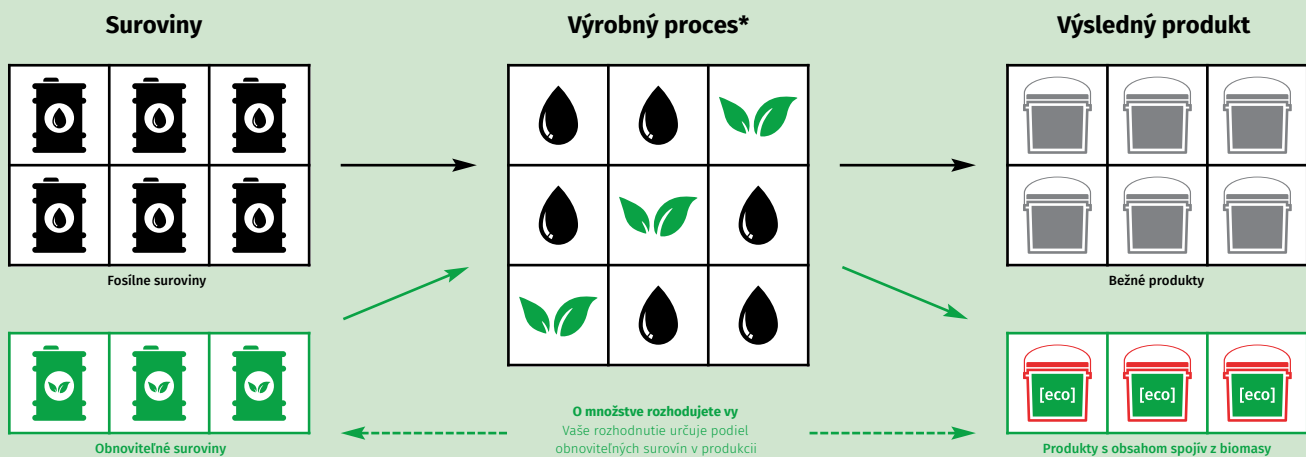 Suroviny
Výrobný proces*
Výsledný produkt
Fosílne suroviny
Bežné produkty
[eco]
[eco]
[eco]
Obnoviteľné suroviny
O množstve rozhodujete vy
Vaše rozhodnutie určuje podiel
obnoviteľných surovín v produkcii
Produkty s obsahom spojív z biomasy